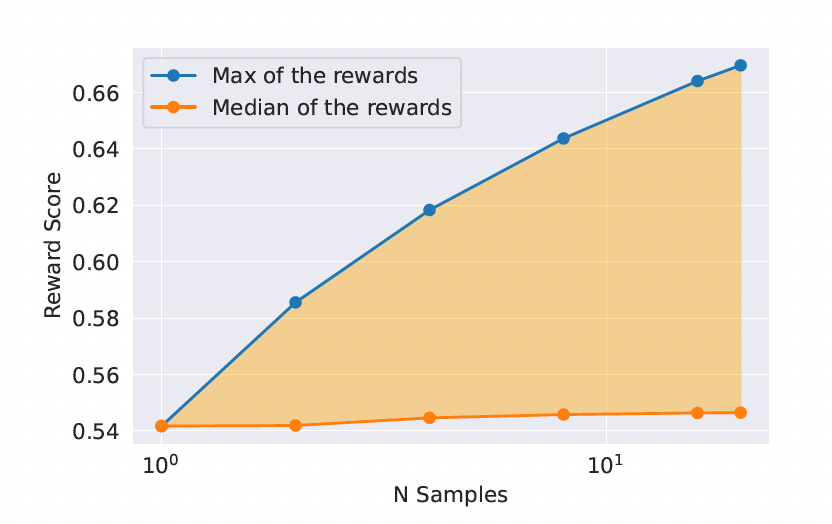 Max of the rewards
Median of the rewards
0.66
0.64
0.62
0.60
0.58
0.56
0.54
Reward Score
10⁰
10¹
N Samples